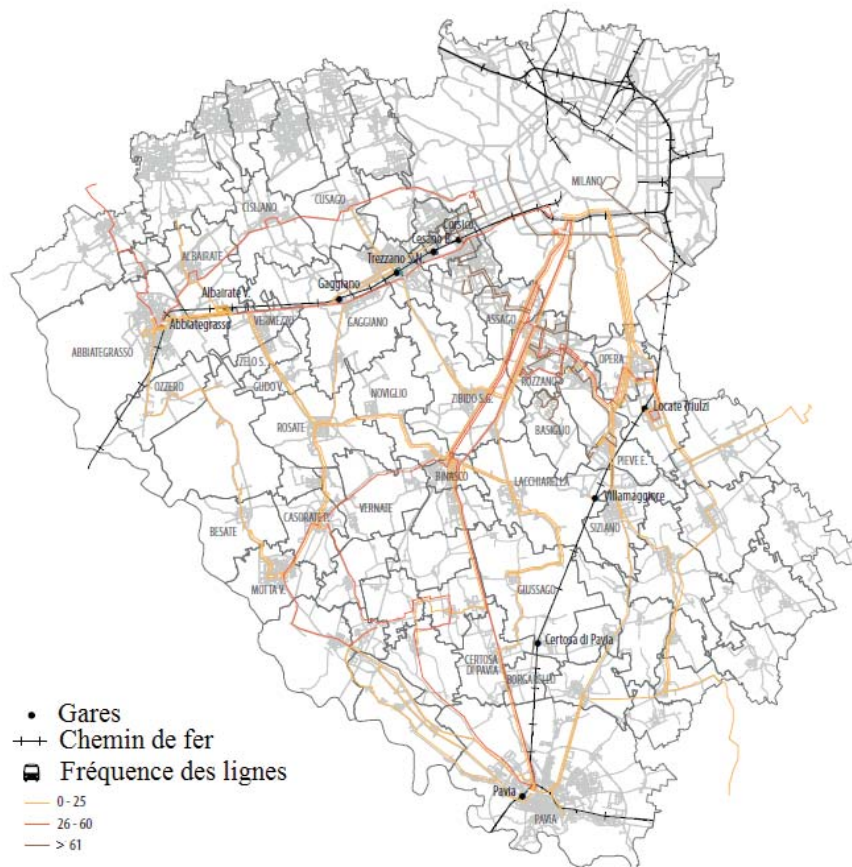 MILANO
CUSAGO
CISLIANO
Corsico
Cesano B.
ALBAIRATE
Trezzano S.N.
Gaggiano
Albairate V.
Abbiategrasso
VERMEZZO
GAGGIANO
ASSAGO
ABBIATEGRASSO
ZELO S.
OPERA
OZZERO
GUDO V.
ROZZANO
NOVIGLIO
ZIBIDO S.G.
Locate Triulzi
ROSATE
BASIGLIO
PIEVE E.
BINASCO
LACCHIARELLA
Villamaggiore
CASORATE P.
VERNATE
SIZIANO
BESATE
MOTTA V.
GIUSSAGO
Certosa di Pavia
CERTOSA
DI PAVIA
BORGARELLO
Gares
Chemin de fer
Fréquence des lignes
0 - 25
26 - 60
> 61
Pavia
PAVIA